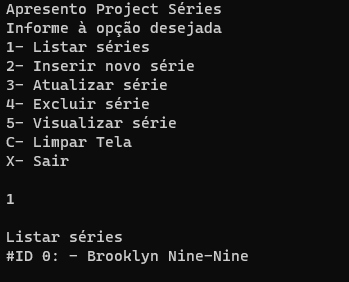 Apresento Project Séries
Informe à opção desejada
1- Listar séries
2- Inserir novo série
3- Atualizar série
4- Excluir série
5- Visualizar série
C- Limpar Tela
X- Sair
1
Listar séries
#ID 0: - Brooklyn Nine-Nine